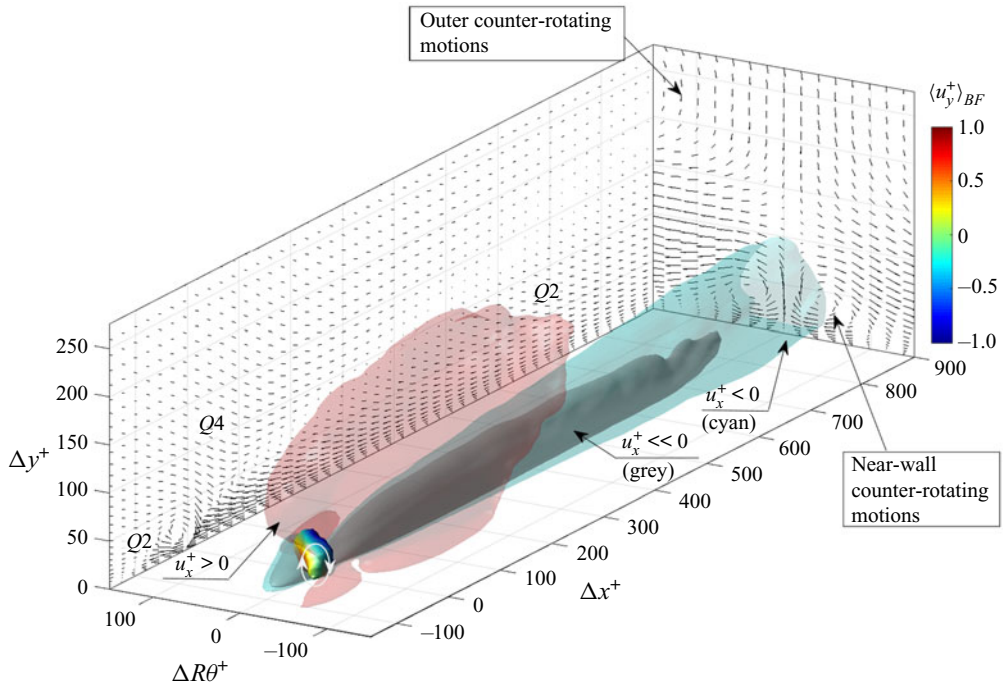 Outer counter-rotating
motions
⟨u_y^+⟩_BF
1.0
0.5
0
−0.5
−1.0
Q2
Q4
Q2
u_x^+ > 0
u_x^+ < 0
(cyan)
u_x^+ << 0
(grey)
Near-wall
counter-rotating
motions
Δy^+
250
200
150
100
50
0
100
0
−100
ΔRθ^+
−100
0
100
200
300
400
500
600
700
800
900
Δx^+